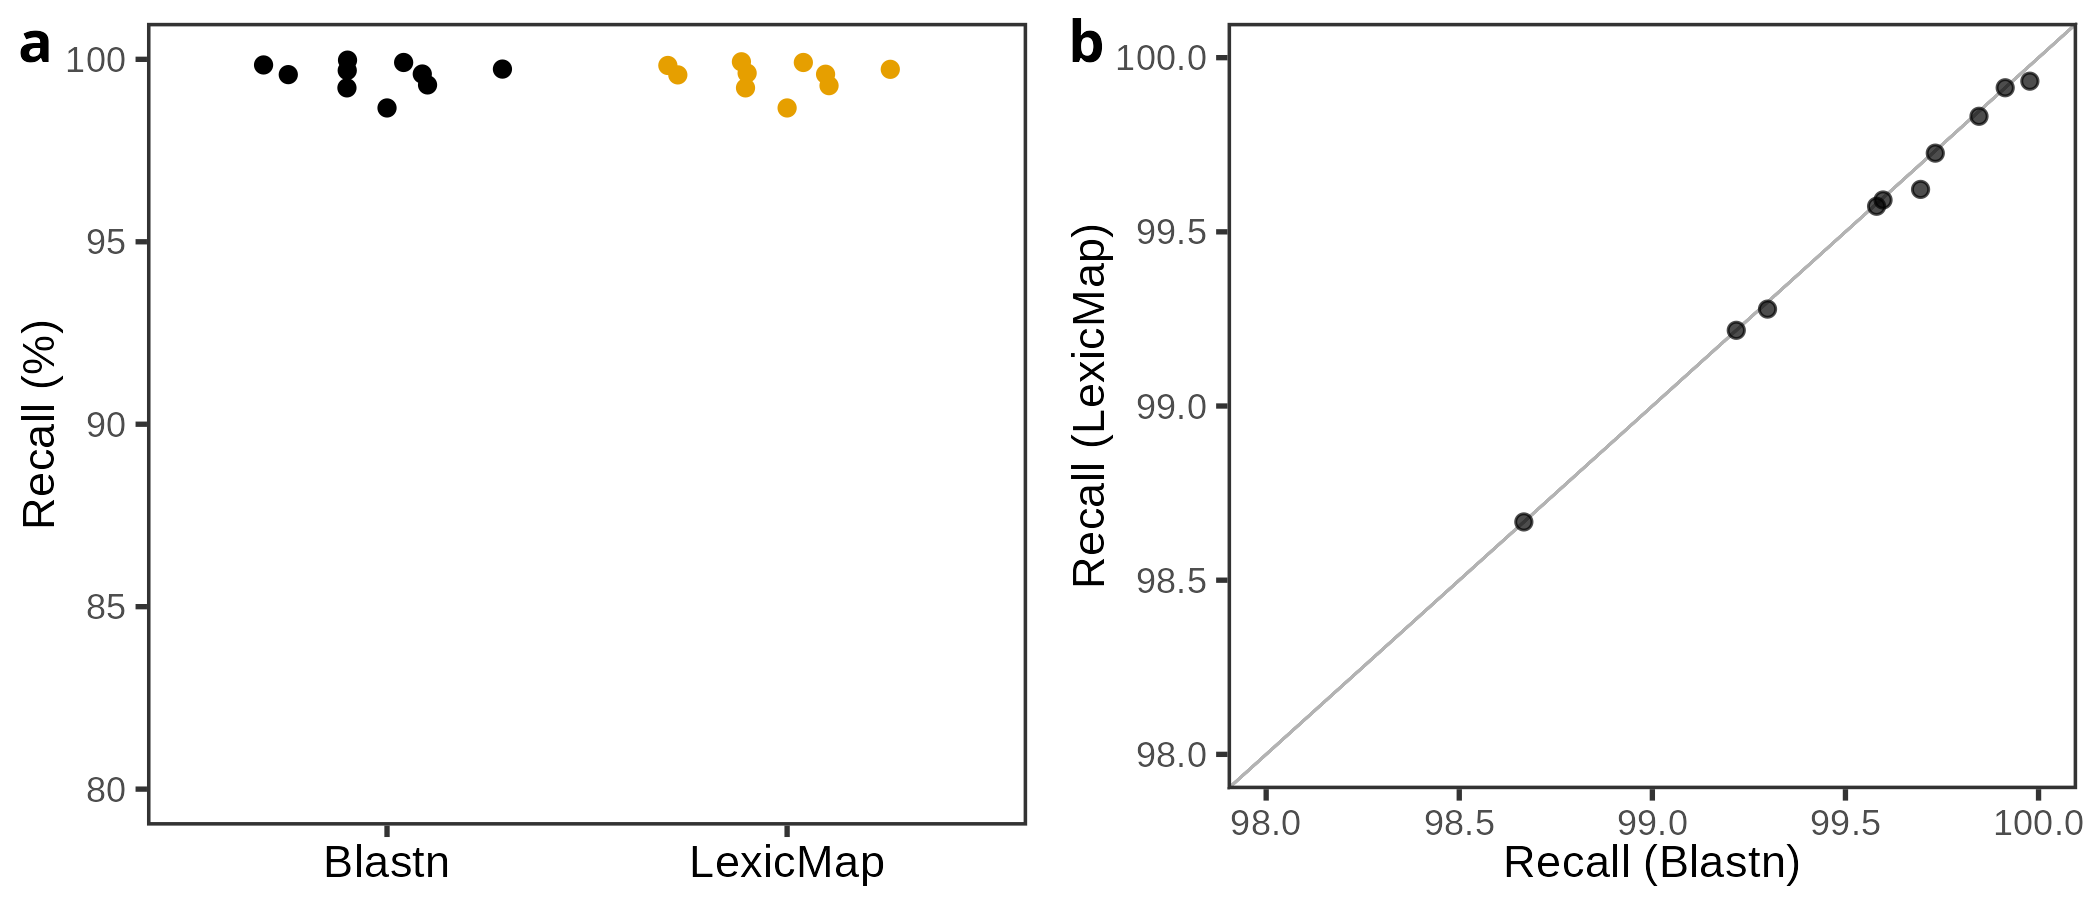 a
Recall (%)
100
95
90
85
80
Blastn
LexicMap
b
Recall (LexicMap)
100.0
99.5
99.0
98.5
98.0
98.0 98.5 99.0 99.5 100.0
Recall (Blastn)